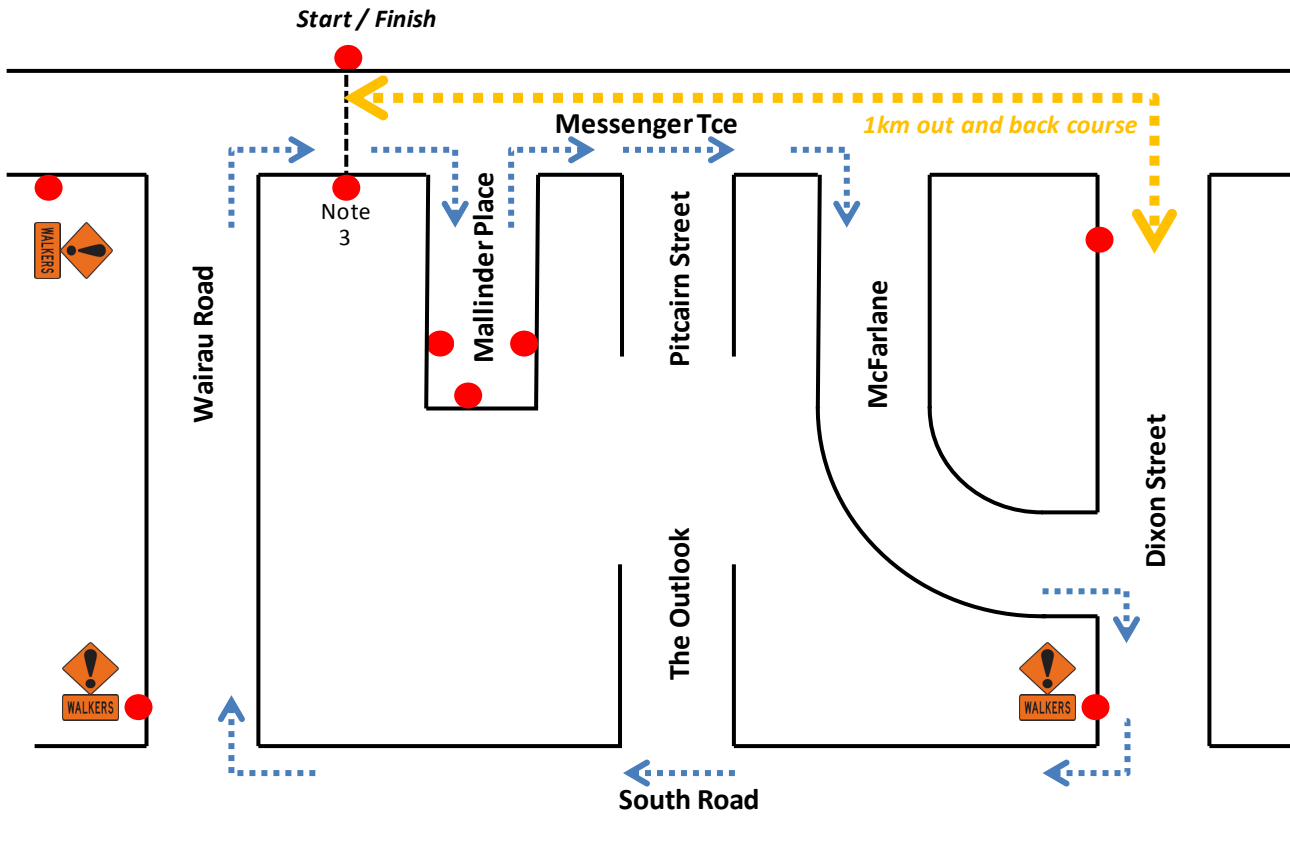 Start / Finish
Messenger Tce
1km out and back course
Note
3
WALKERS
Mallinder Place
Pitcairn Street
Wairau Road
McFarlane
Dixon Street
The Outlook
WALKERS
WALKERS
South Road